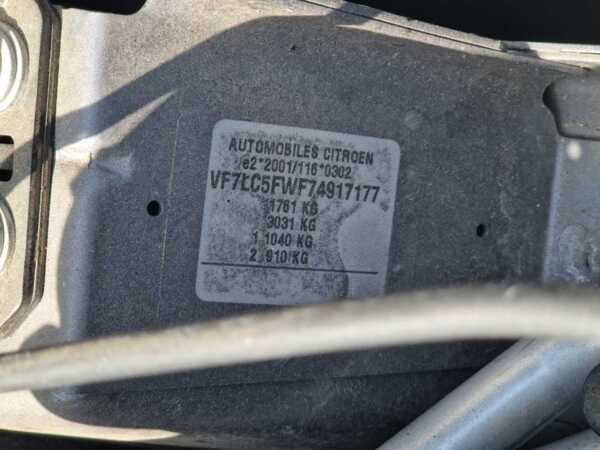 AUTOMOBILES CITROEN
e2*2001/116*0302
VF7LC5FWF74917177
1761 KG
3031 KG
1 1040 KG
2 910 KG